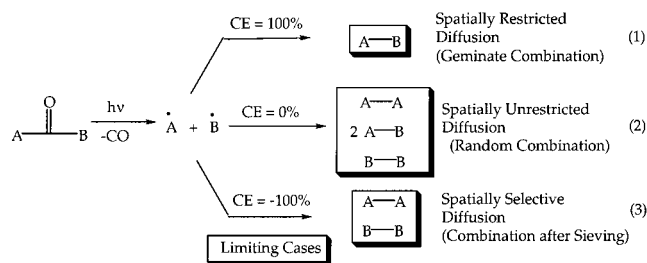 CE = 100%
A—B
Spatially Restricted
Diffusion
(Geminate Combination)
(1)
O
A
B
hν
-CO
A + B
CE = 0%
A—A
2 A—B
B—B
Spatially Unrestricted
Diffusion
(Random Combination)
(2)
CE = -100%
A—A
B—B
Spatially Selective
Diffusion
(Combination after Sieving)
(3)
Limiting Cases